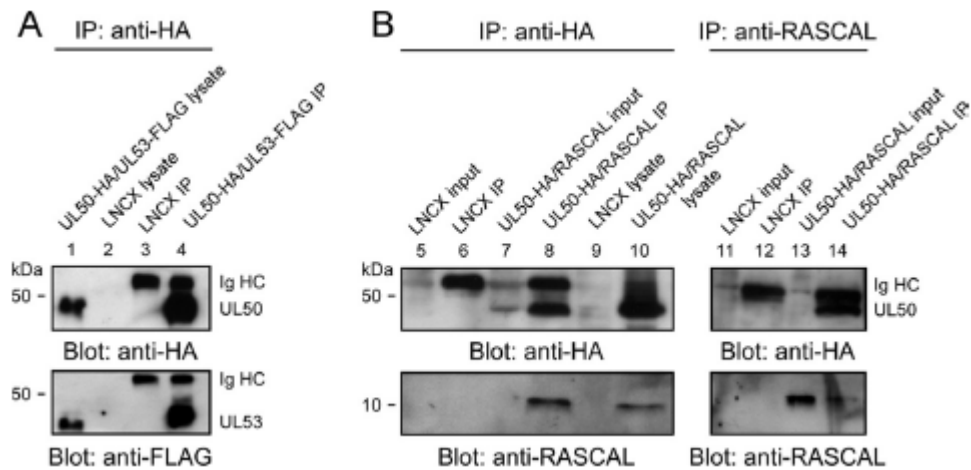 A
IP: anti-HA
UL50-HA/UL53-FLAG lysate
LNCX lysate
LNCX IP
UL50-HA/UL53-FLAG IP
1 2 3 4
kDa
Ig HC
50 -
UL50
Blot: anti-HA
Ig HC
50 -
UL53
Blot: anti-FLAG
B
IP: anti-HA
LNCX input
LNCX IP
UL50-HA/RASCAL input
UL50-HA/RASCAL IP
LNCX lysate
UL50-HA/RASCAL
lysate
5 6 7 8 9 10
kDa
50 -
Blot: anti-HA
10 -
Blot: anti-RASCAL
IP: anti-RASCAL
LNCX input
LNCX IP
UL50-HA/RASCAL input
UL50-HA/RASCAL IP
11 12 13 14
Ig HC
UL50
Blot: anti-HA
Blot: anti-RASCAL